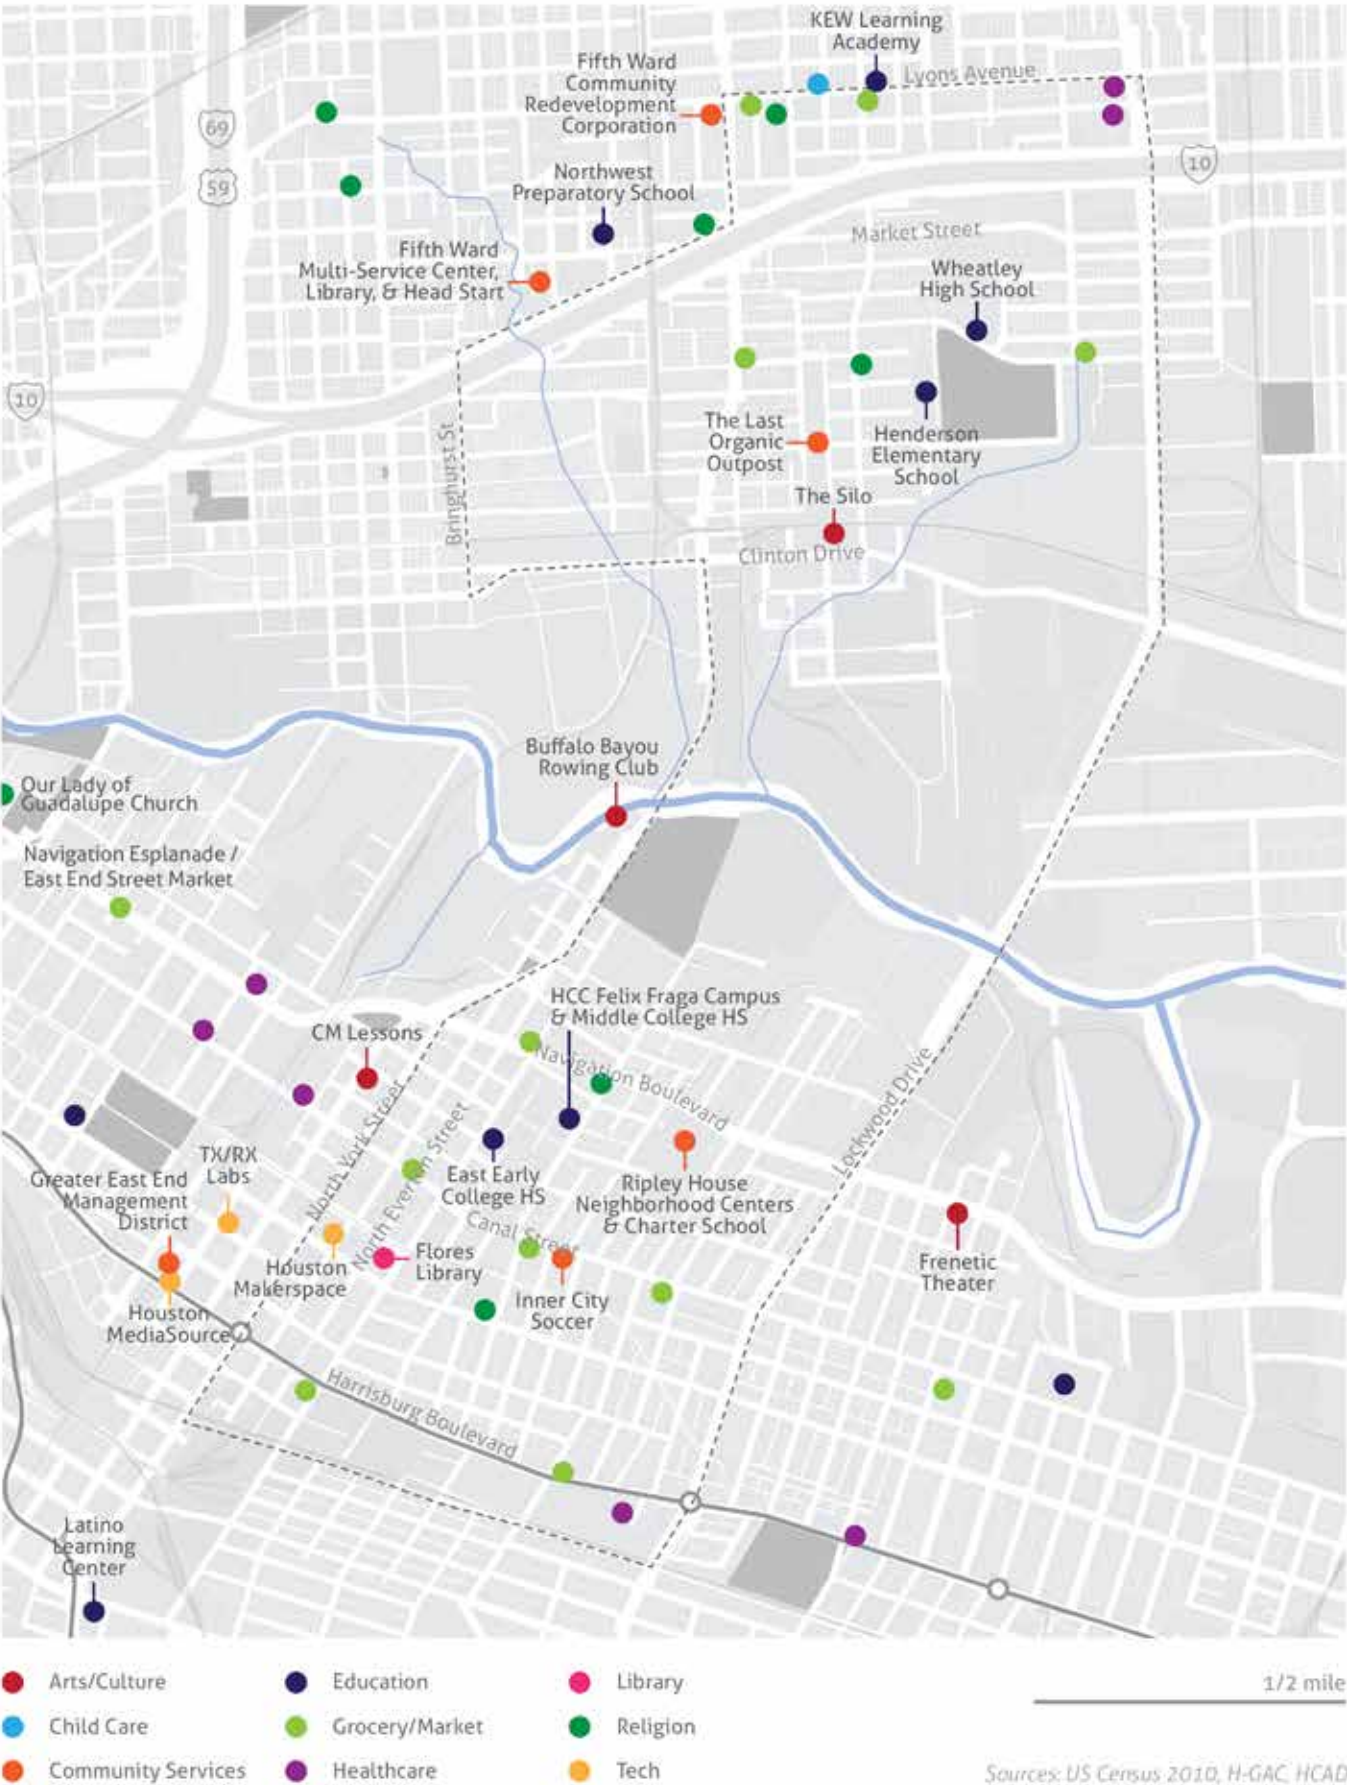 KEW Learning
Academy
Lyons Avenue
Fifth Ward
Community
Redevelopment
Corporation
69
59
10
Northwest
Preparatory School
Market Street
Fifth Ward
Multi-Service Center,
Library, & Head Start
Wheatley
High School
10
The Last
Organic
Outpost
Henderson
Elementary
School
Bringhurst St
The Silo
Clinton Drive
Buffalo Bayou
Rowing Club
Our Lady of
Guadalupe Church
Navigation Esplanade /
East End Street Market
HCC Felix Fraga Campus
& Middle College HS
CM Lessons
Navigation Boulevard
Lockwood Drive
North York Street
North Everton Street
TX/RX
Labs
Greater East End
Management
District
East Early
College HS
Ripley House
Neighborhood Centers
& Charter School
Canal Street
Flores
Library
Houston
Makerspace
Frenetic
Theater
Inner City
Soccer
Houston
MediaSource
Harrisburg Boulevard
Latino
Learning
Center
Arts/Culture
Education
Library
1/2 mile
Child Care
Grocery/Market
Religion
Community Services
Healthcare
Tech
Sources: US Census 2010, H-GAC, HCAD